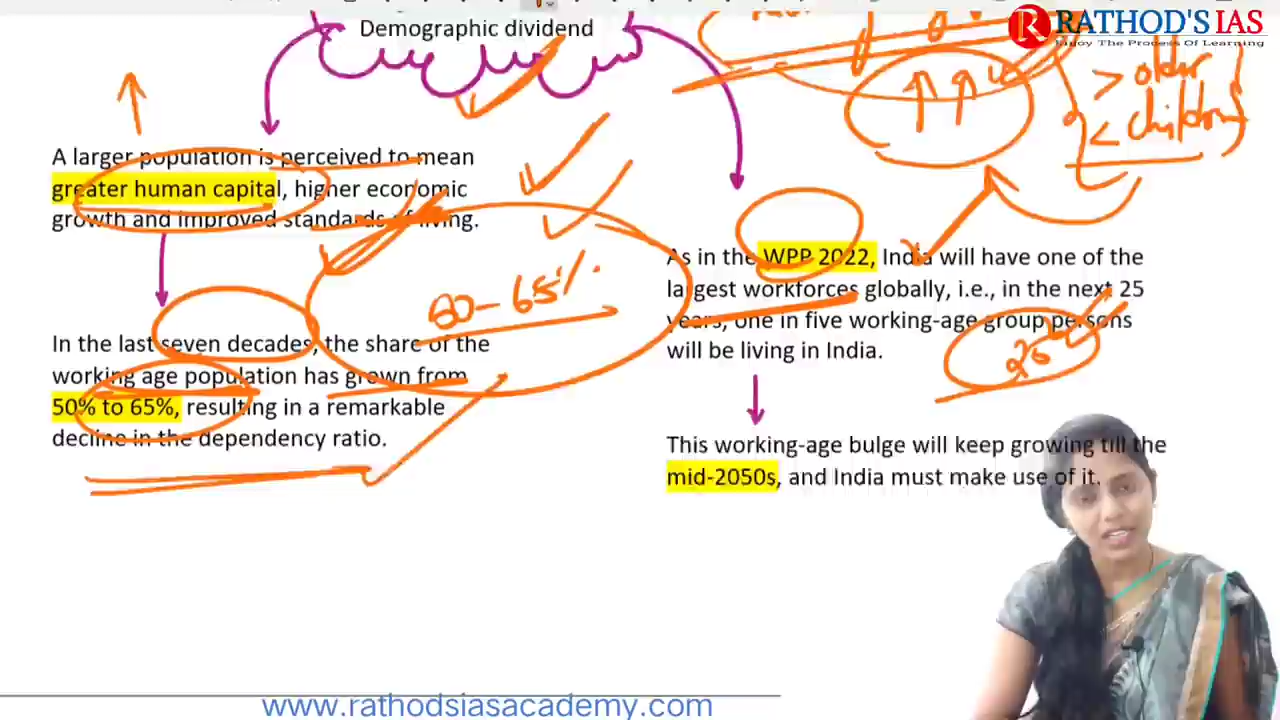 RATHOD'S IAS
Enjoy The Process Of Learning
Demographic dividend
> older
< children
A larger population is perceived to mean
greater human capital, higher economic
growth and improved standards of living.
As in the WPP 2022, India will have one of the
largest workforces globally, i.e., in the next 25
years, one in five working-age group persons
will be living in India.
50-65%
In the last seven decades, the share of the
working age population has grown from
50% to 65%, resulting in a remarkable
decline in the dependency ratio.
This working-age bulge will keep growing till the
mid-2050s, and India must make use of it.
www.rathodsiasacademy.com